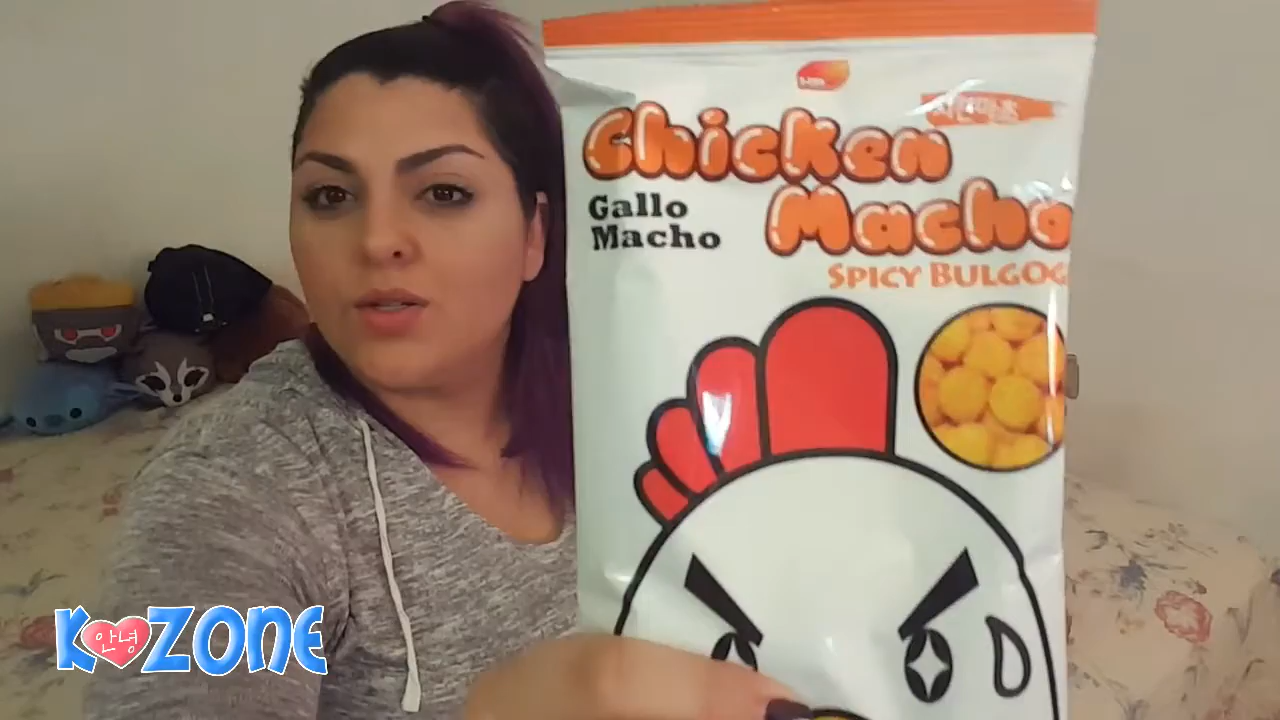 Chicken
Macho
Gallo
Macho
SPICY BULGOG
K안녕ZONE